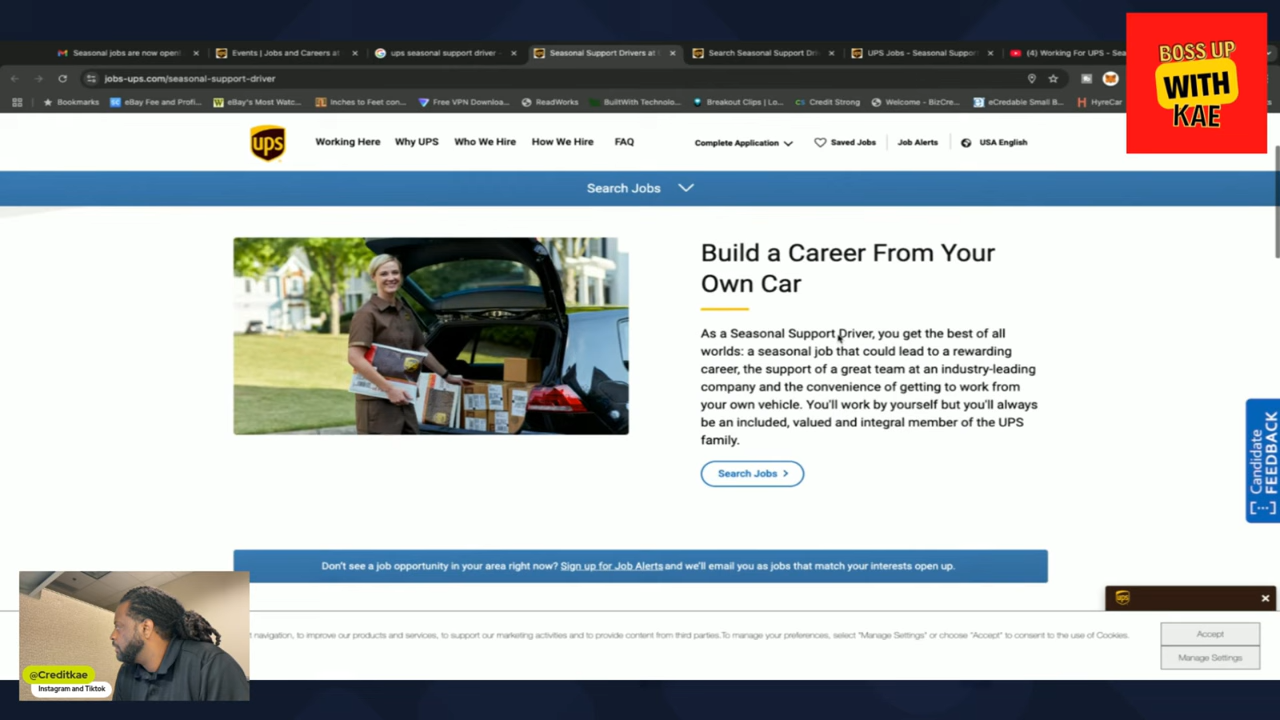 Seasonal jobs are now open
Events | Jobs and Careers at
ups seasonal support driver
Seasonal Support Drivers at
Search Seasonal Support Dri
UPS Jobs - Seasonal Suppor
(4) Working For UPS - Sea
jobs-ups.com/seasonal-support-driver
Bookmarks
eBay Fee and Profi...
eBay's Most Watc...
Inches to Feet con...
Free VPN Downloa...
ReadWorks
BuiltWith Technolo...
Breakout Clips | Lo...
CS Credit Strong
Welcome - BizCre...
eCredable Small B...
HyreCar
BOSS UP
WITH
KAE
ups
Working Here
Why UPS
Who We Hire
How We Hire
FAQ
Complete Application
Saved Jobs
Job Alerts
USA English
Search Jobs
Build a Career From Your
Own Car
As a Seasonal Support Driver, you get the best of all
worlds: a seasonal job that could lead to a rewarding
career, the support of a great team at an industry-leading
company and the convenience of getting to work from
your own vehicle. You'll work by yourself but you'll always
be an included, valued and integral member of the UPS
family.
Search Jobs >
Candidate
FEEDBACK
Don't see a job opportunity in your area right now? Sign up for Job Alerts and we'll email you as jobs that match your interests open up.
ups
t navigation, to improve our products and services, to support our marketing activities and to provide content from third parties.To manage your preferences, select "Manage Settings" or choose "Accept" to consent to the use of Cookies.
Accept
Manage Settings
@Creditkae
Instagram and Tiktok